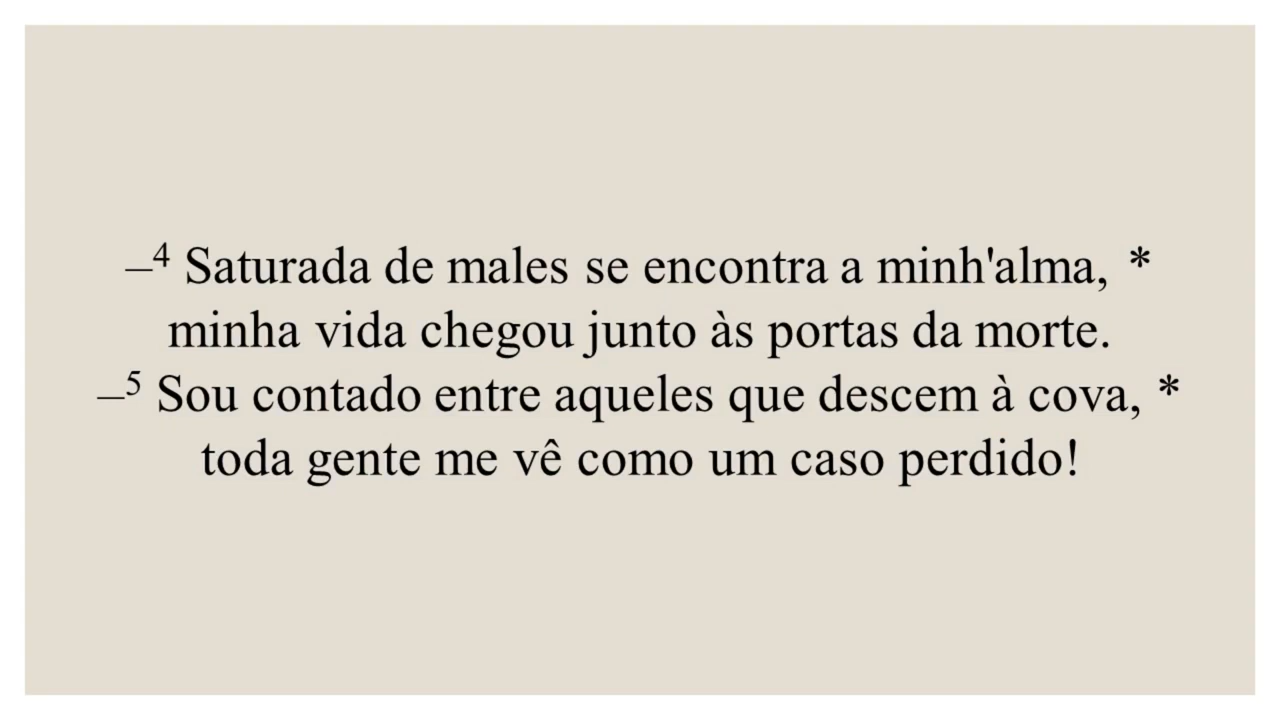 –⁴ Saturada de males se encontra a minh'alma, *
minha vida chegou junto às portas da morte.
–⁵ Sou contado entre aqueles que descem à cova, *
toda gente me vê como um caso perdido!